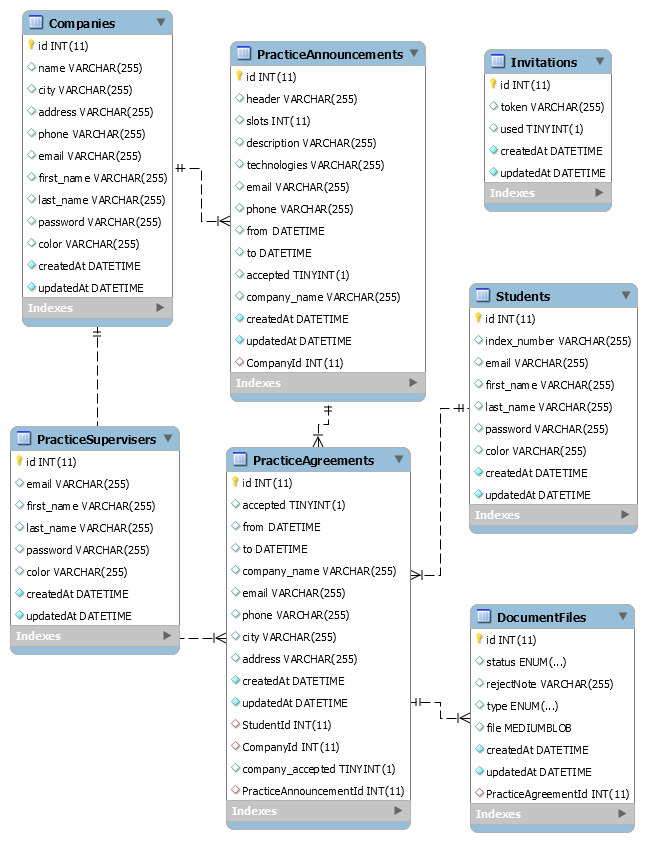 Companies
id INT(11)
name VARCHAR(255)
city VARCHAR(255)
address VARCHAR(255)
phone VARCHAR(255)
email VARCHAR(255)
first_name VARCHAR(255)
last_name VARCHAR(255)
password VARCHAR(255)
color VARCHAR(255)
createdAt DATETIME
updatedAt DATETIME
Indexes
PracticeAnnouncements
id INT(11)
header VARCHAR(255)
slots INT(11)
description VARCHAR(255)
technologies VARCHAR(255)
email VARCHAR(255)
phone VARCHAR(255)
from DATETIME
to DATETIME
accepted TINYINT(1)
company_name VARCHAR(255)
createdAt DATETIME
updatedAt DATETIME
CompanyId INT(11)
Indexes
Invitations
id INT(11)
token VARCHAR(255)
used TINYINT(1)
createdAt DATETIME
updatedAt DATETIME
Indexes
Students
id INT(11)
index_number VARCHAR(255)
email VARCHAR(255)
first_name VARCHAR(255)
last_name VARCHAR(255)
password VARCHAR(255)
color VARCHAR(255)
createdAt DATETIME
updatedAt DATETIME
Indexes
PracticeSupervisers
id INT(11)
email VARCHAR(255)
first_name VARCHAR(255)
last_name VARCHAR(255)
password VARCHAR(255)
color VARCHAR(255)
createdAt DATETIME
updatedAt DATETIME
Indexes
PracticeAgreements
id INT(11)
accepted TINYINT(1)
from DATETIME
to DATETIME
company_name VARCHAR(255)
email VARCHAR(255)
phone VARCHAR(255)
city VARCHAR(255)
address VARCHAR(255)
createdAt DATETIME
updatedAt DATETIME
StudentId INT(11)
CompanyId INT(11)
company_accepted TINYINT(1)
PracticeAnnouncementId INT(11)
Indexes
DocumentFiles
id INT(11)
status ENUM(...)
rejectNote VARCHAR(255)
type ENUM(...)
file MEDIUMBLOB
createdAt DATETIME
updatedAt DATETIME
PracticeAgreementId INT(11)
Indexes